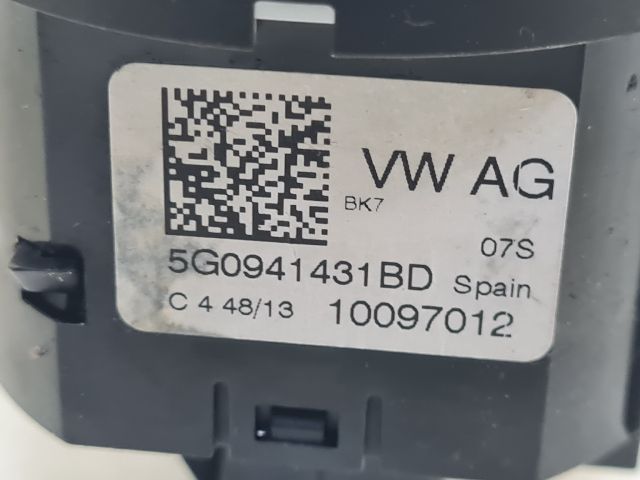 VW AG
BK7
07S
5G0941431BD Spain
C 4 48/13 10097012